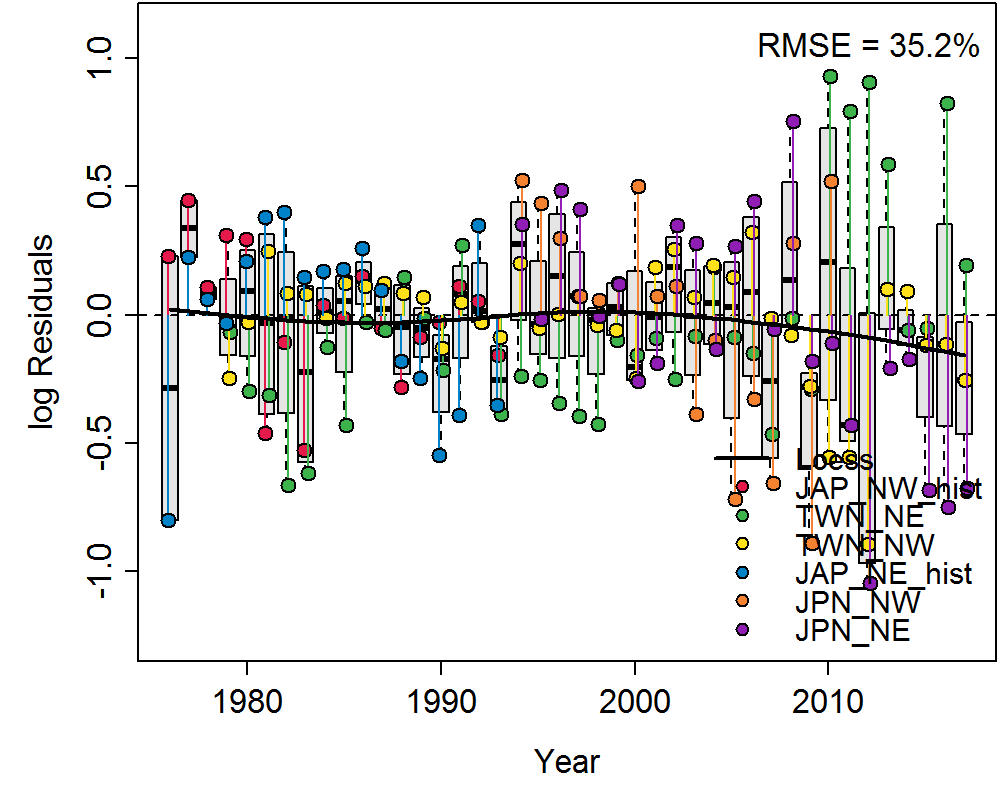 RMSE = 35.2%
1.0
0.5
0.0
-0.5
-1.0
log Residuals
Loess
JAP_NW_hist
TWN_NE
TWN_NW
JAP_NE_hist
JPN_NW
JPN_NE
1980 1990 2000 2010
Year